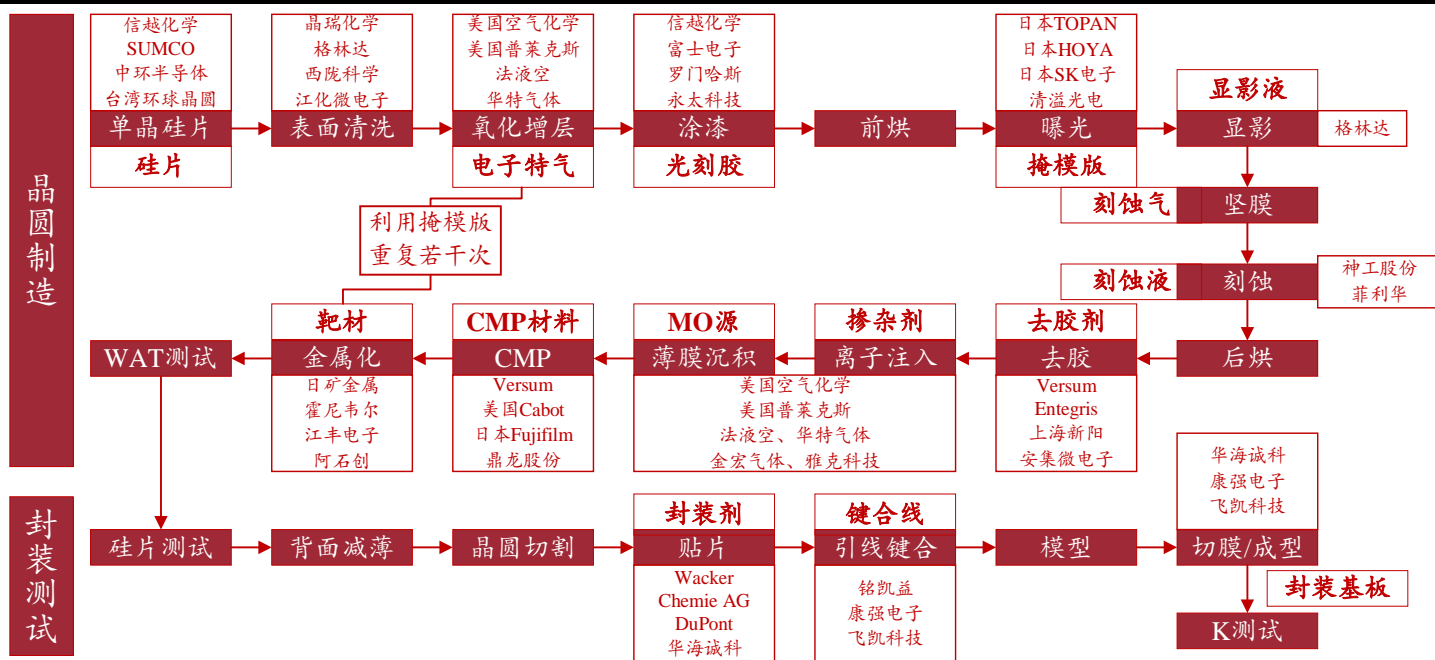 晶圆制造
信越化学
SUMCO
中环半导体
台湾环球晶圆
单晶硅片
硅片
晶瑞化学
格林达
西陇科学
江化微电子
表面清洗
美国空气化学
美国普莱克斯
法液空
华特气体
氧化增层
电子特气
信越化学
富士电子
罗门哈斯
永太科技
涂漆
光刻胶
前烘
日本TOPAN
日本HOYA
日本SK电子
清溢光电
曝光
掩模版
显影液
显影
格林达
刻蚀气
坚膜
利用掩模版
重复若干次
刻蚀液
刻蚀
神工股份
菲利华
WAT测试
靶材
金属化
日矿金属
霍尼韦尔
江丰电子
阿石创
CMP材料
CMP
Versum
美国Cabot
日本Fujifilm
鼎龙股份
MO源
薄膜沉积
掺杂剂
离子注入
美国空气化学
美国普莱克斯
法液空、华特气体
金宏气体、雅克科技
去胶剂
去胶
Versum
Entegris
上海新阳
安集微电子
后烘
封装测试
硅片测试
背面减薄
晶圆切割
封装剂
贴片
Wacker
Chemie AG
DuPont
华海诚科
键合线
引线键合
铭凯益
康强电子
飞凯科技
模型
华海诚科
康强电子
飞凯科技
切膜/成型
封装基板
K测试